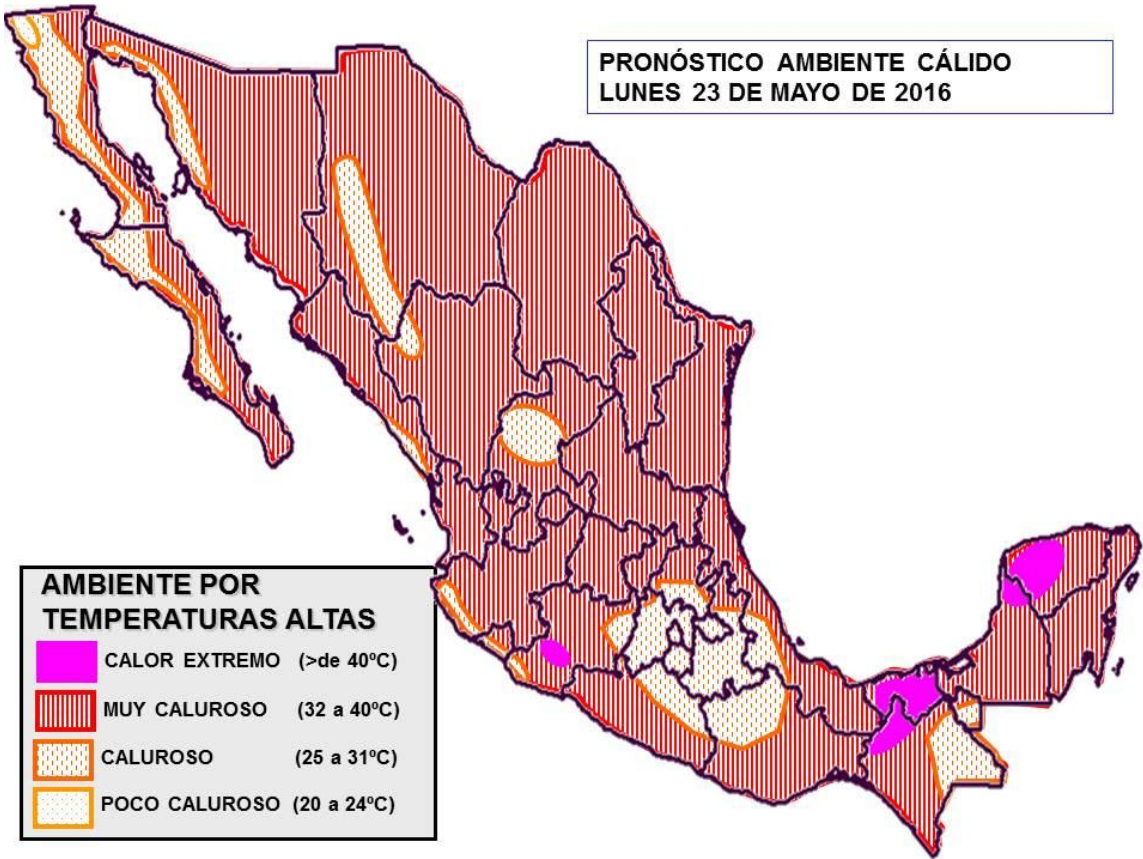 PRONÓSTICO AMBIENTE CÁLIDO
LUNES 23 DE MAYO DE 2016
AMBIENTE POR
TEMPERATURAS ALTAS
CALOR EXTREMO (>de 40ºC)
MUY CALUROSO (32 a 40ºC)
CALUROSO (25 a 31ºC)
POCO CALUROSO (20 a 24ºC)